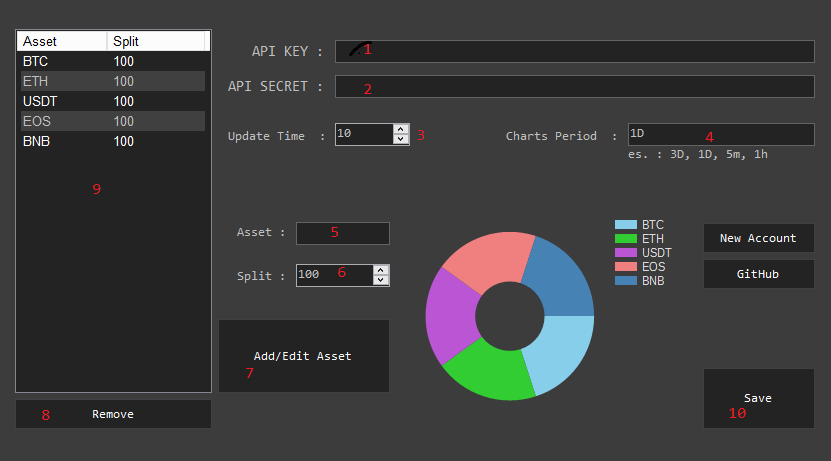 Asset Split
BTC 100
ETH 100
USDT 100
EOS 100
BNB 100
9
8 Remove
API KEY : 1
API SECRET : 2
Update Time : 10 3
Charts Period : 1D 4
es. : 3D, 1D, 5m, 1h
Asset : 5
Split : 100 6
Add/Edit Asset
7
BTC
ETH
USDT
EOS
BNB
New Account
GitHub
Save
10